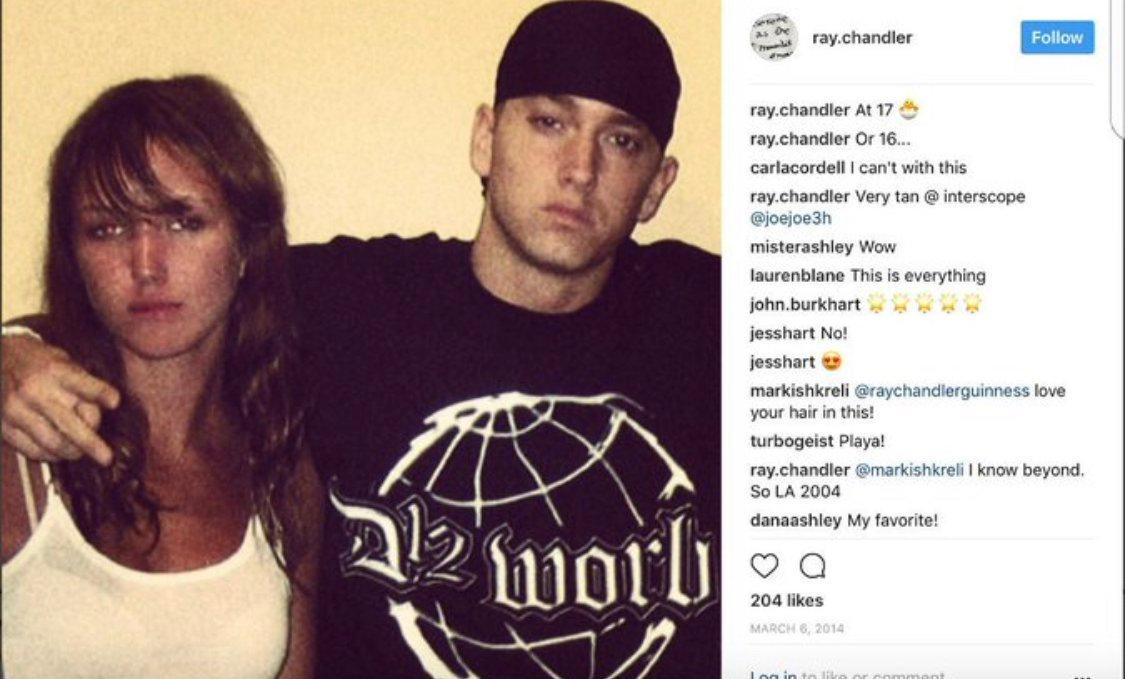 ray.chandler
Follow
ray.chandler At 17 🐣
ray.chandler Or 16...
carlacordell I can't with this
ray.chandler Very tan @ interscope
@joejoe3h
misterashley Wow
laurenblane This is everything
john.burkhart 🌟🌟🌟🌟🌟
jesshart No!
jesshart 😍
markishkreli @raychandlerguinness love
your hair in this!
turbogeist Playa!
ray.chandler @markishkreli I know beyond.
So LA 2004
danaashley My favorite!
204 likes
MARCH 6, 2014
Log in to like or comment
D12 world